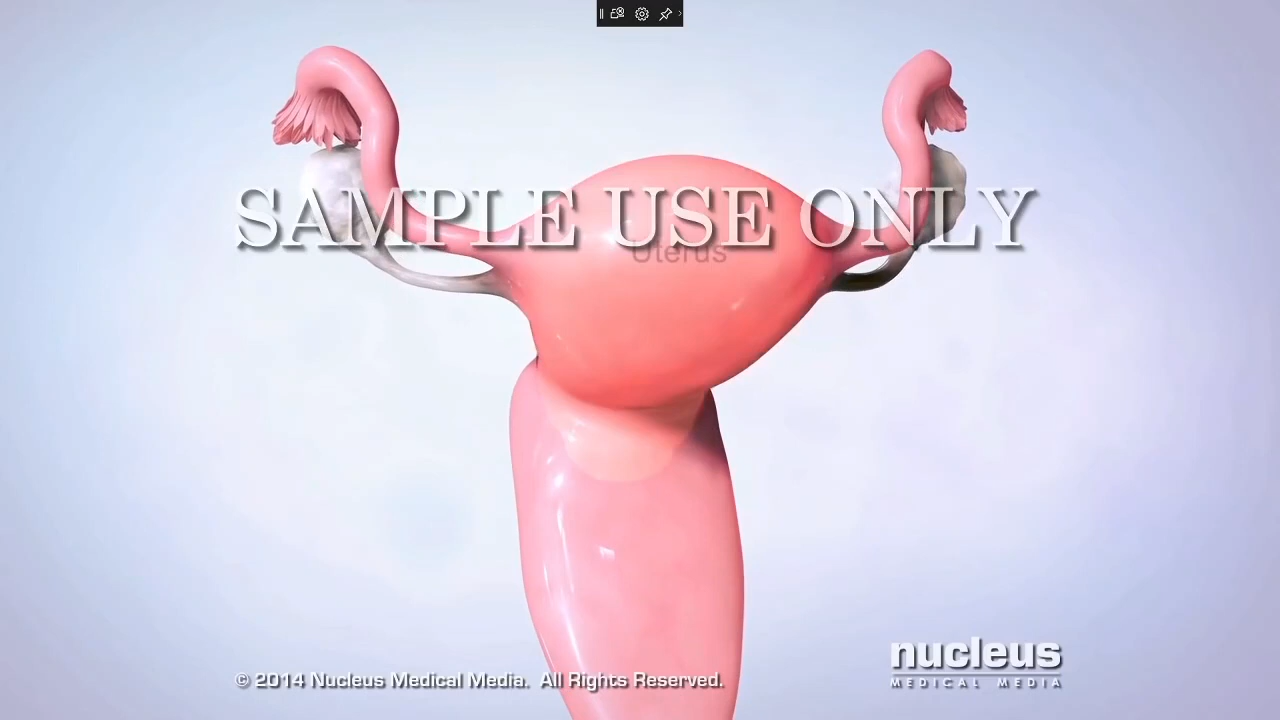 SAMPLE USE ONLY
Uterus
nucleus
MEDICAL MEDIA
© 2014 Nucleus Medical Media. All Rights Reserved.